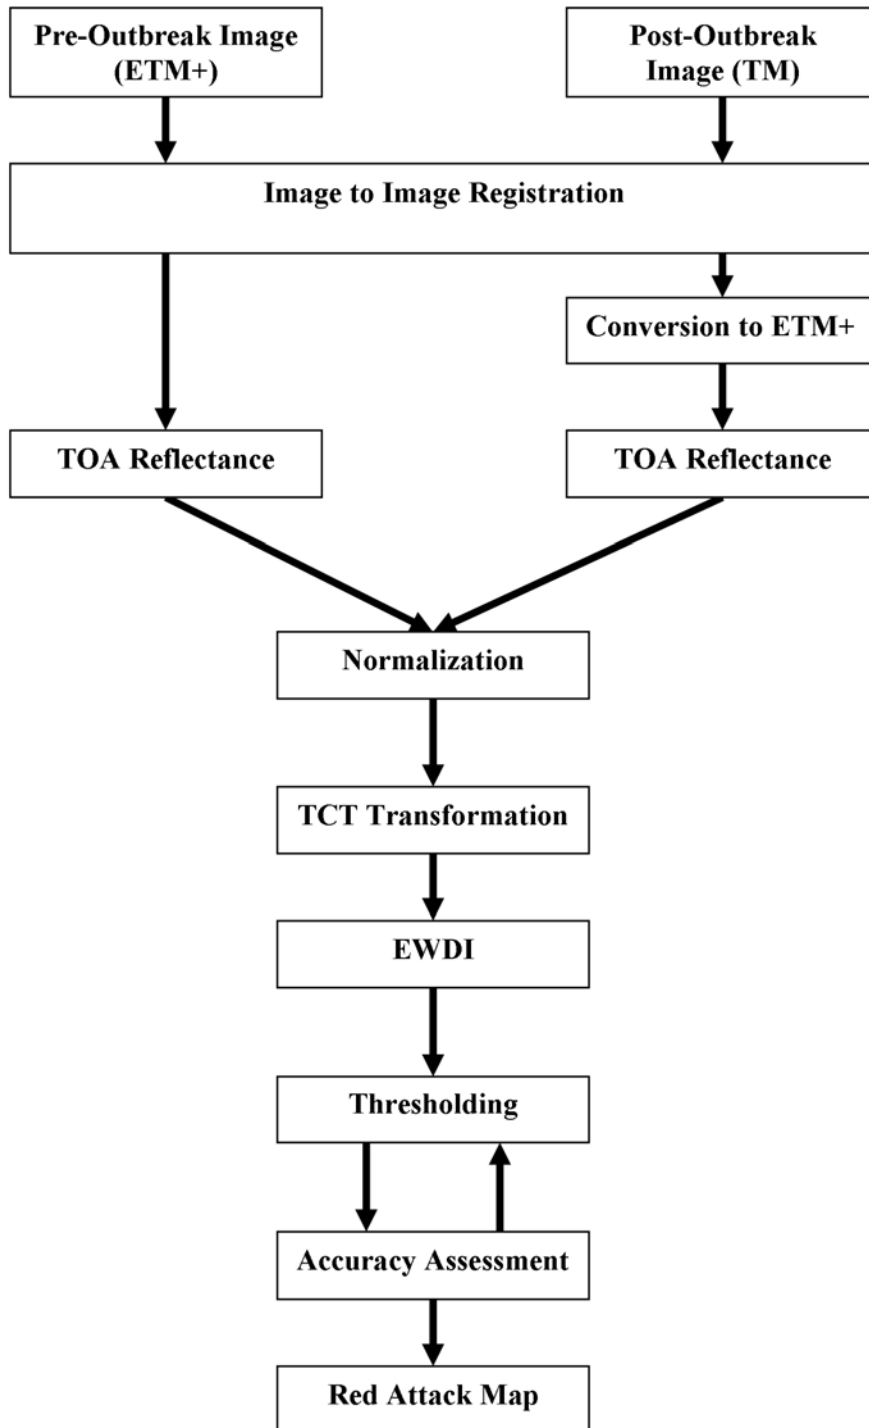 Pre-Outbreak Image
(ETM+)
Post-Outbreak
Image (TM)
Image to Image Registration
Conversion to ETM+
TOA Reflectance
TOA Reflectance
Normalization
TCT Transformation
EWDI
Thresholding
Accuracy Assessment
Red Attack Map